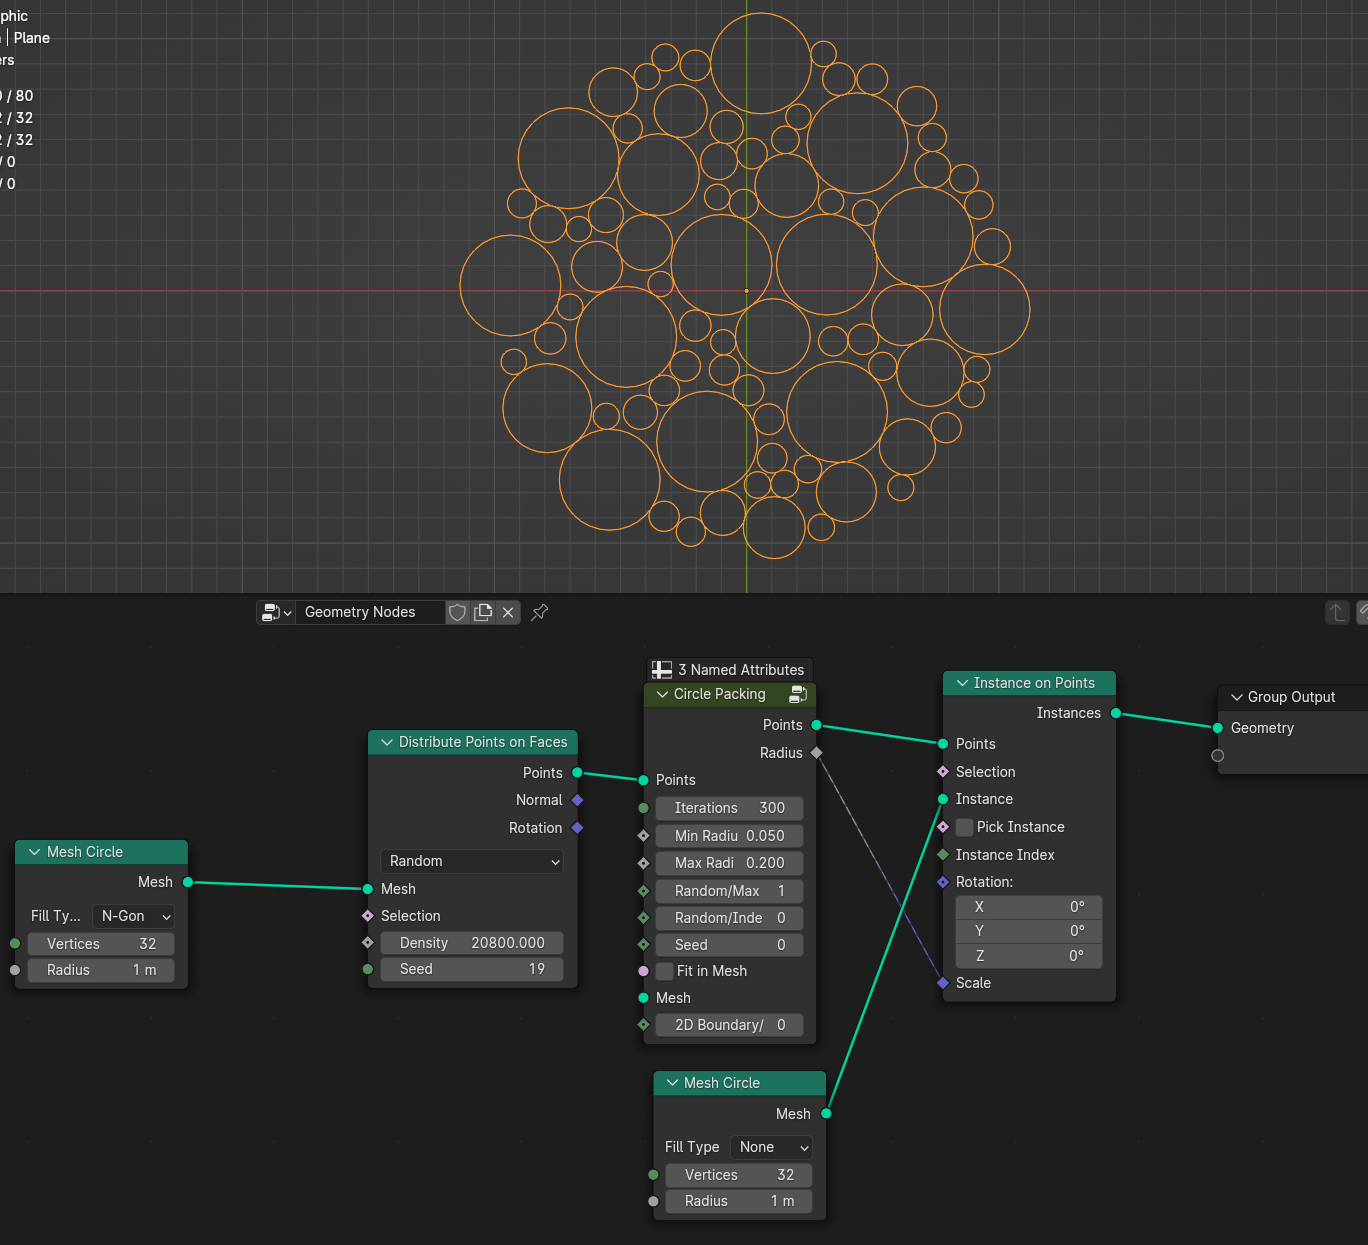 phic
| Plane
ers
/ 80
/ 32
/ 32
/ 0
/ 0
Geometry Nodes
3 Named Attributes
Circle Packing
Points
Radius
Points
Iterations 300
Min Radiu 0.050
Max Radi 0.200
Random/Max 1
Random/Inde 0
Seed 0
Fit in Mesh
Mesh
2D Boundary/ 0
Instance on Points
Instances
Points
Selection
Instance
Pick Instance
Instance Index
Rotation:
X 0°
Y 0°
Z 0°
Scale
Group Output
Geometry
Distribute Points on Faces
Points
Normal
Rotation
Random
Mesh
Selection
Density 20800.000
Seed 19
Mesh Circle
Mesh
Fill Ty... N-Gon
Vertices 32
Radius 1 m
Mesh Circle
Mesh
Fill Type None
Vertices 32
Radius 1 m